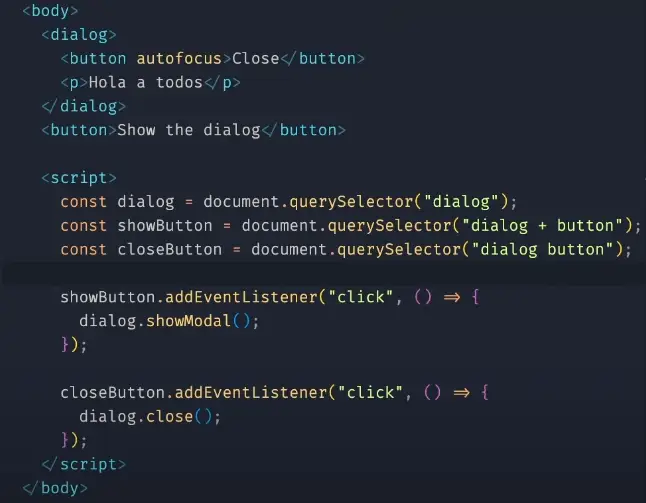 <body>
<dialog>
<button autofocus>Close</button>
<p>Hola a todos</p>
</dialog>
<button>Show the dialog</button>
<script>
const dialog = document.querySelector("dialog");
const showButton = document.querySelector("dialog + button");
const closeButton = document.querySelector("dialog button");
showButton.addEventListener("click", () => {
dialog.showModal();
});
closeButton.addEventListener("click", () => {
dialog.close();
});
</script>
</body>